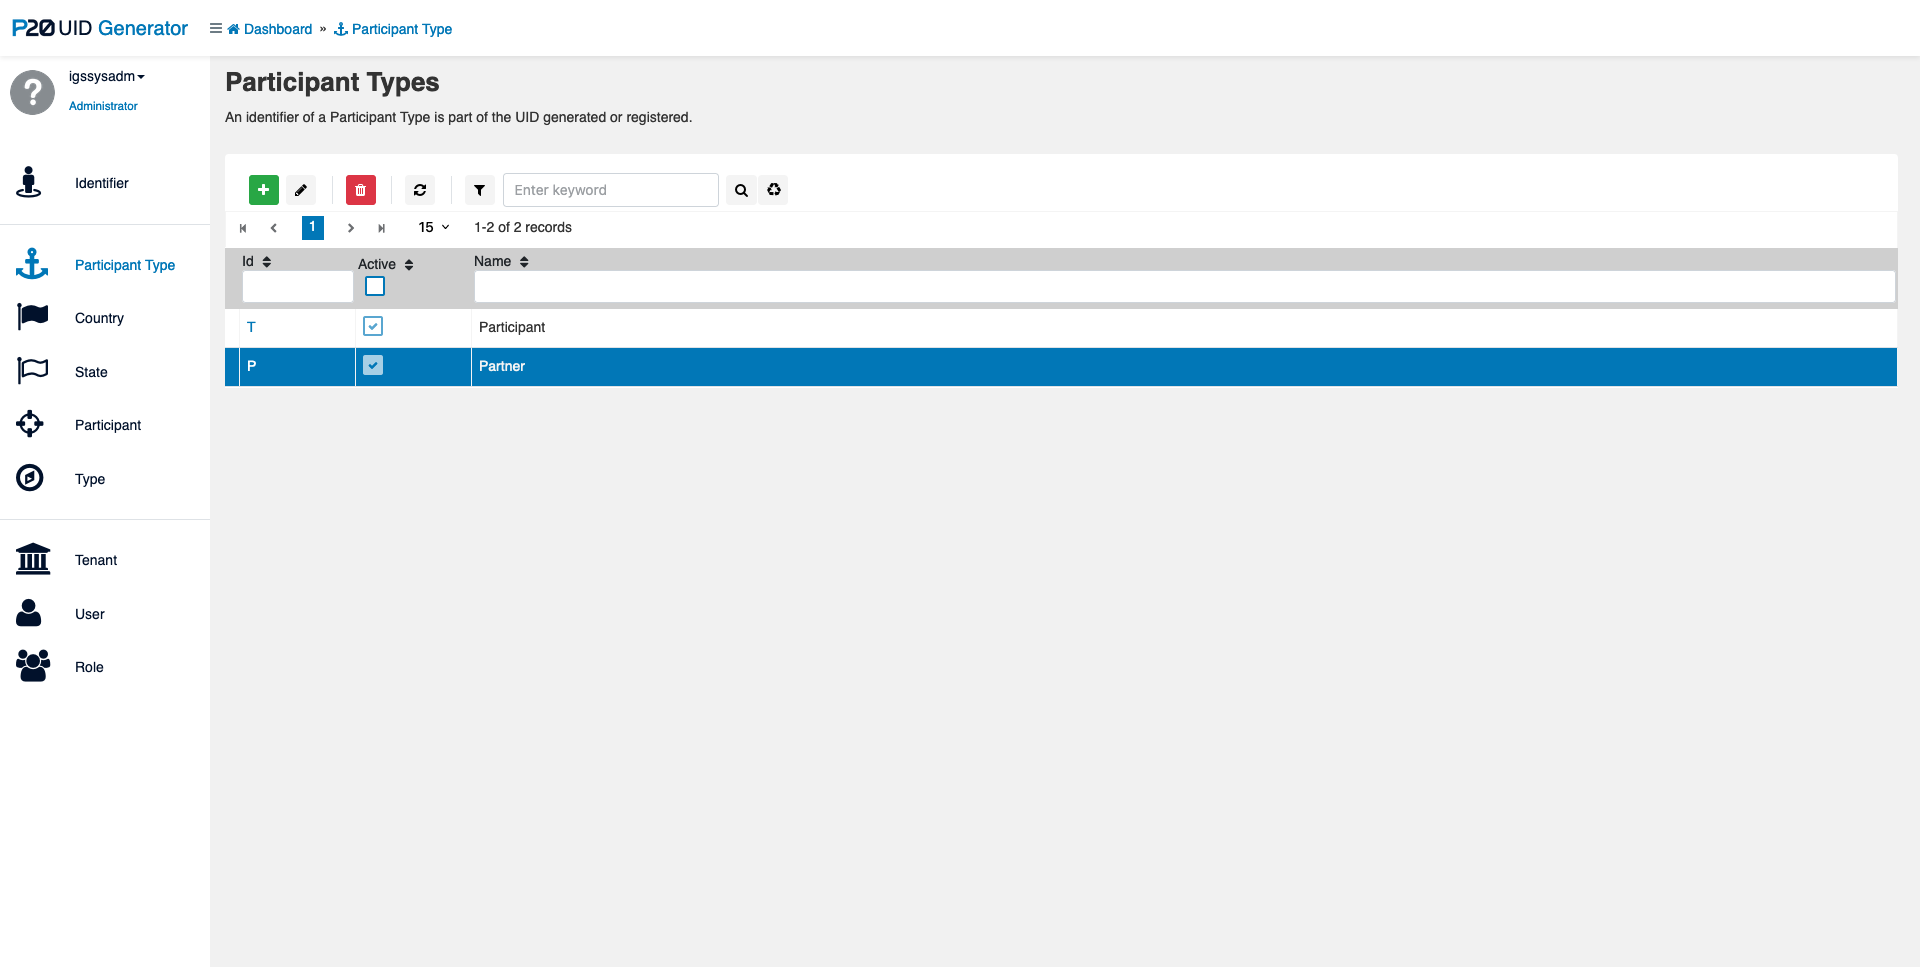 P20 UID Generator
Dashboard » Participant Type
igssysadm
Administrator
Identifier
Participant Type
Country
State
Participant
Type
Tenant
User
Role
Participant Types
An identifier of a Participant Type is part of the UID generated or registered.
Enter keyword
1 15 1-2 of 2 records
Id Active Name
T Participant
P Partner